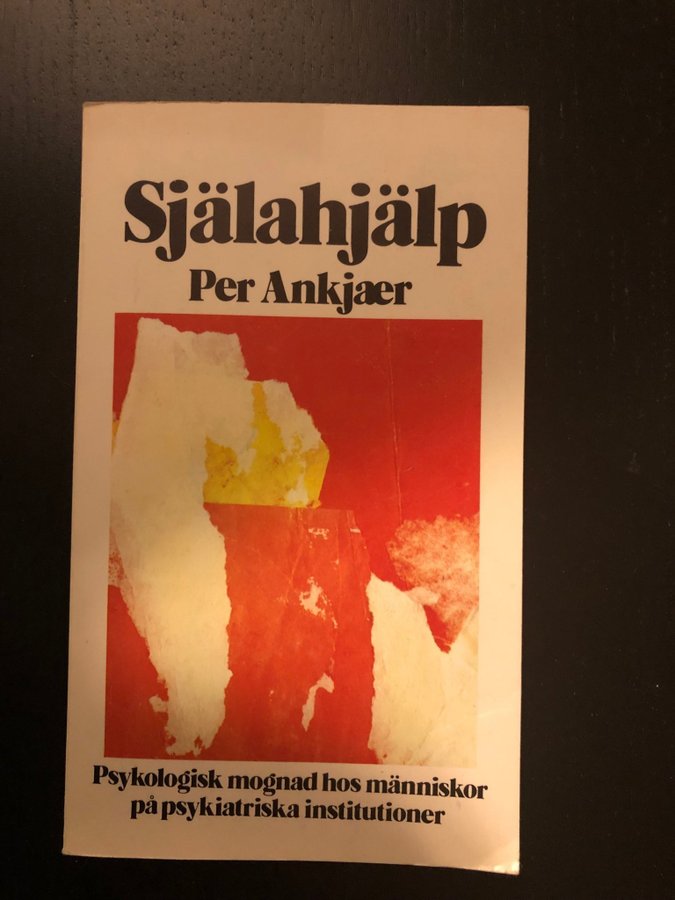 Själahjälp
Per Ankjær
Psykologisk mognad hos människor
på psykiatriska institutioner